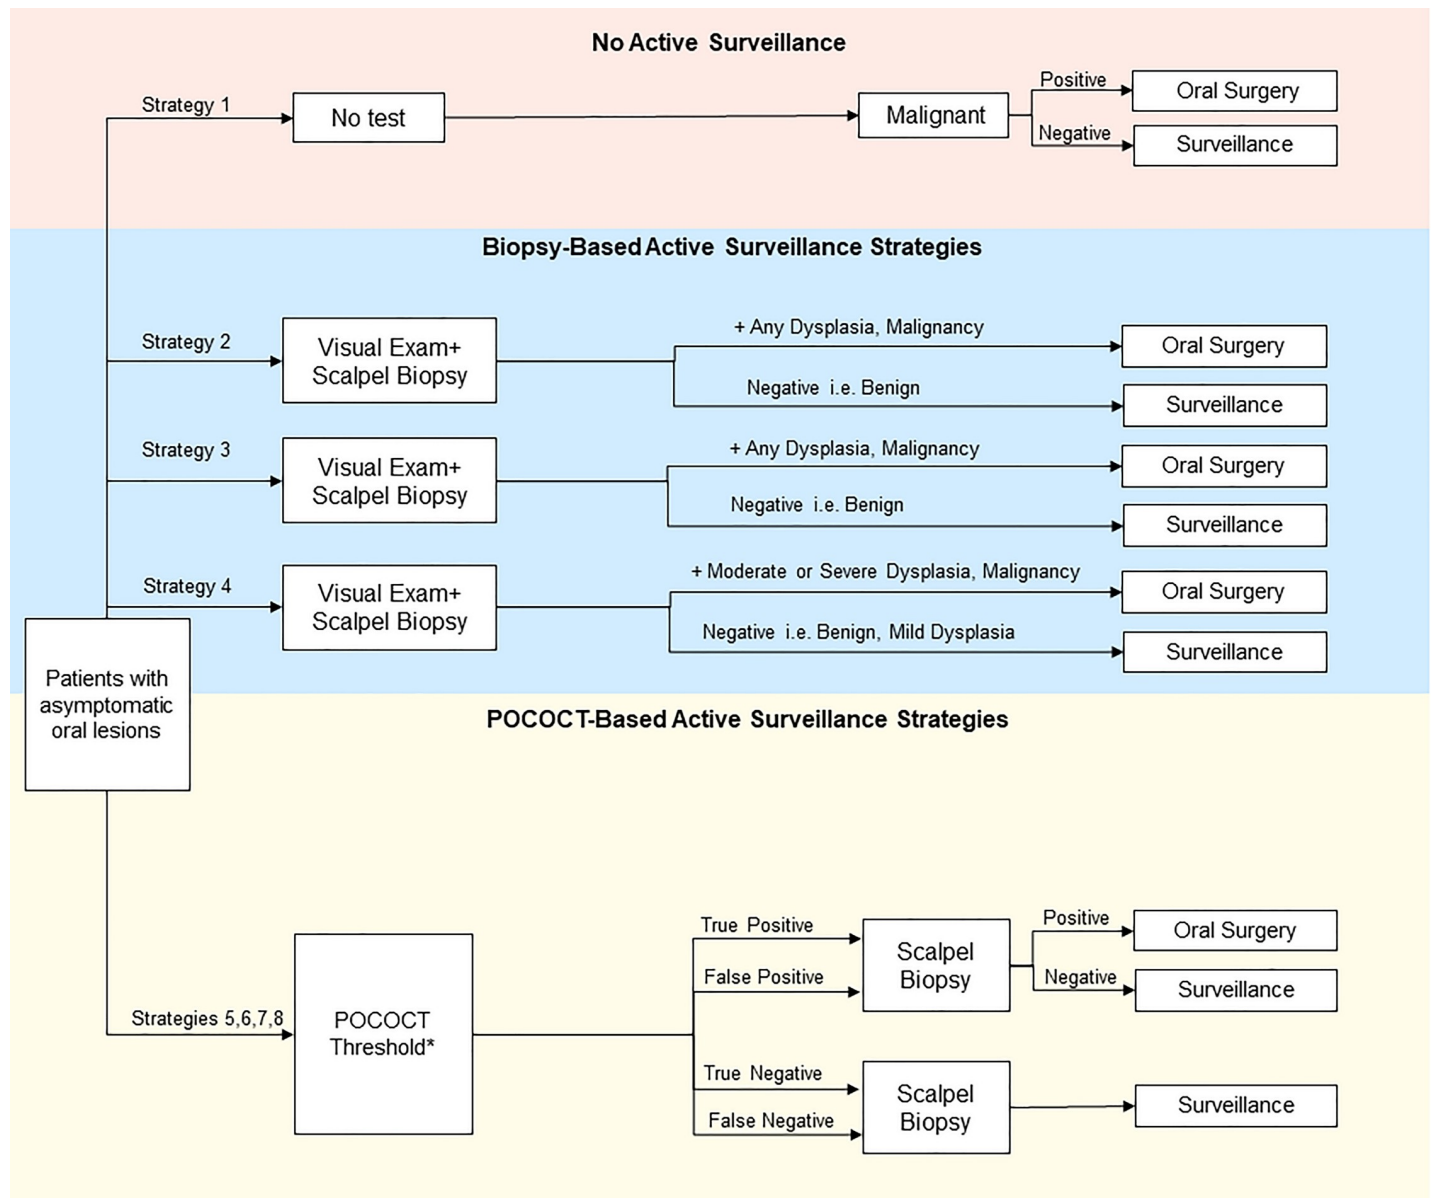 No Active Surveillance
Strategy 1
No test
Malignant
Positive
Oral Surgery
Negative
Surveillance
Biopsy-Based Active Surveillance Strategies
Strategy 2
Visual Exam+
Scalpel Biopsy
+ Any Dysplasia, Malignancy
Oral Surgery
Negative i.e. Benign
Surveillance
Strategy 3
Visual Exam+
Scalpel Biopsy
+ Any Dysplasia, Malignancy
Oral Surgery
Negative i.e. Benign
Surveillance
Strategy 4
Visual Exam+
Scalpel Biopsy
+ Moderate or Severe Dysplasia, Malignancy
Oral Surgery
Negative i.e. Benign, Mild Dysplasia
Surveillance
Patients with
asymptomatic
oral lesions
POCOCT-Based Active Surveillance Strategies
Strategies 5,6,7,8
POCOCT
Threshold*
True Positive
False Positive
Scalpel
Biopsy
Positive
Oral Surgery
Negative
Surveillance
True Negative
False Negative
Scalpel
Biopsy
Surveillance